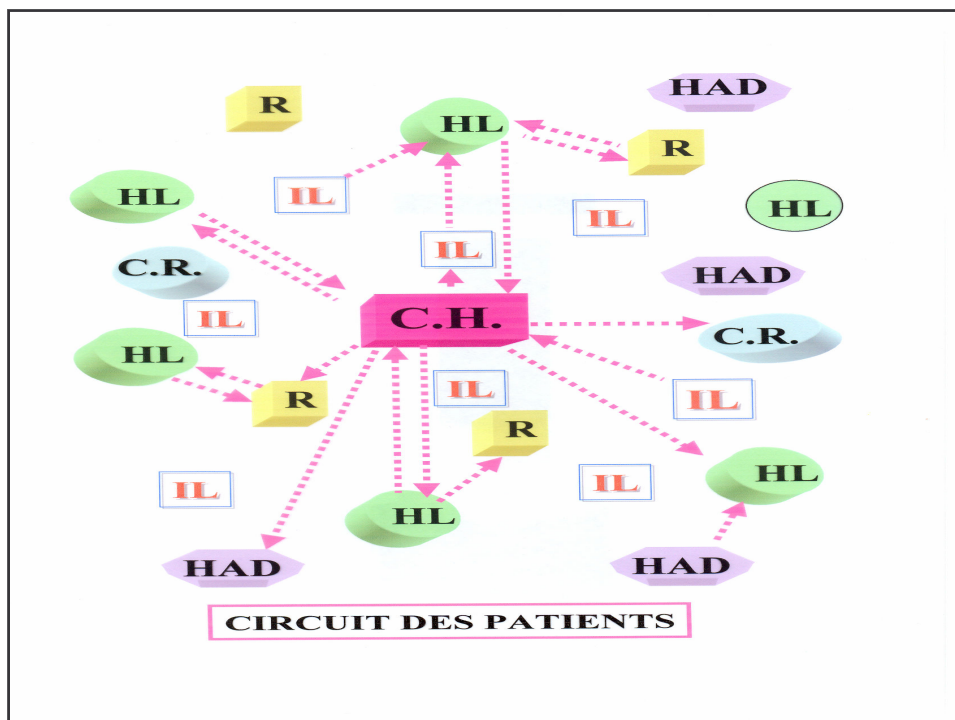 HAD
R
HL
R
HL
IL
IL
HL
IL
C.R.
HAD
IL
C.H.
C.R.
HL
IL
IL
R
R
HL
IL
IL
HL
HAD
HAD
CIRCUIT DES PATIENTS